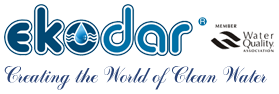 ekodar ®
MEMBER
Water
Quality
ASSOCIATION
Creating the World of Clean Water